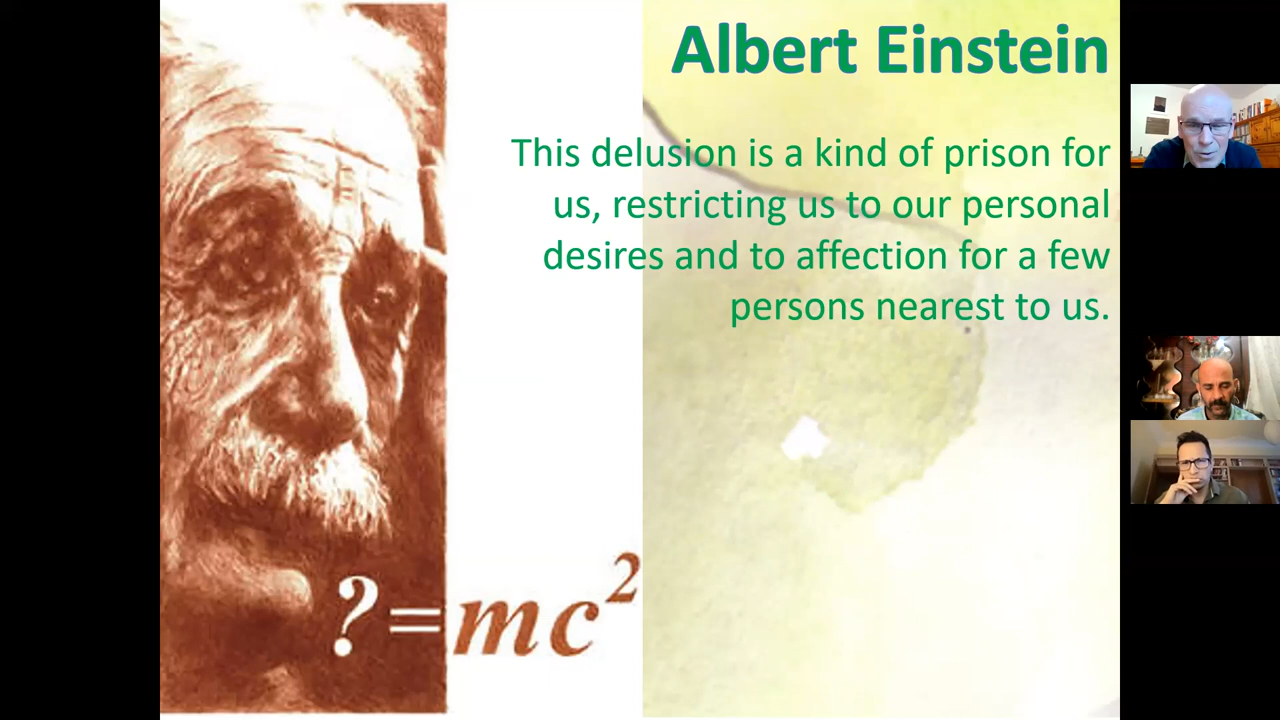 Albert Einstein
This delusion is a kind of prison for
us, restricting us to our personal
desires and to affection for a few
persons nearest to us.
?=mc²